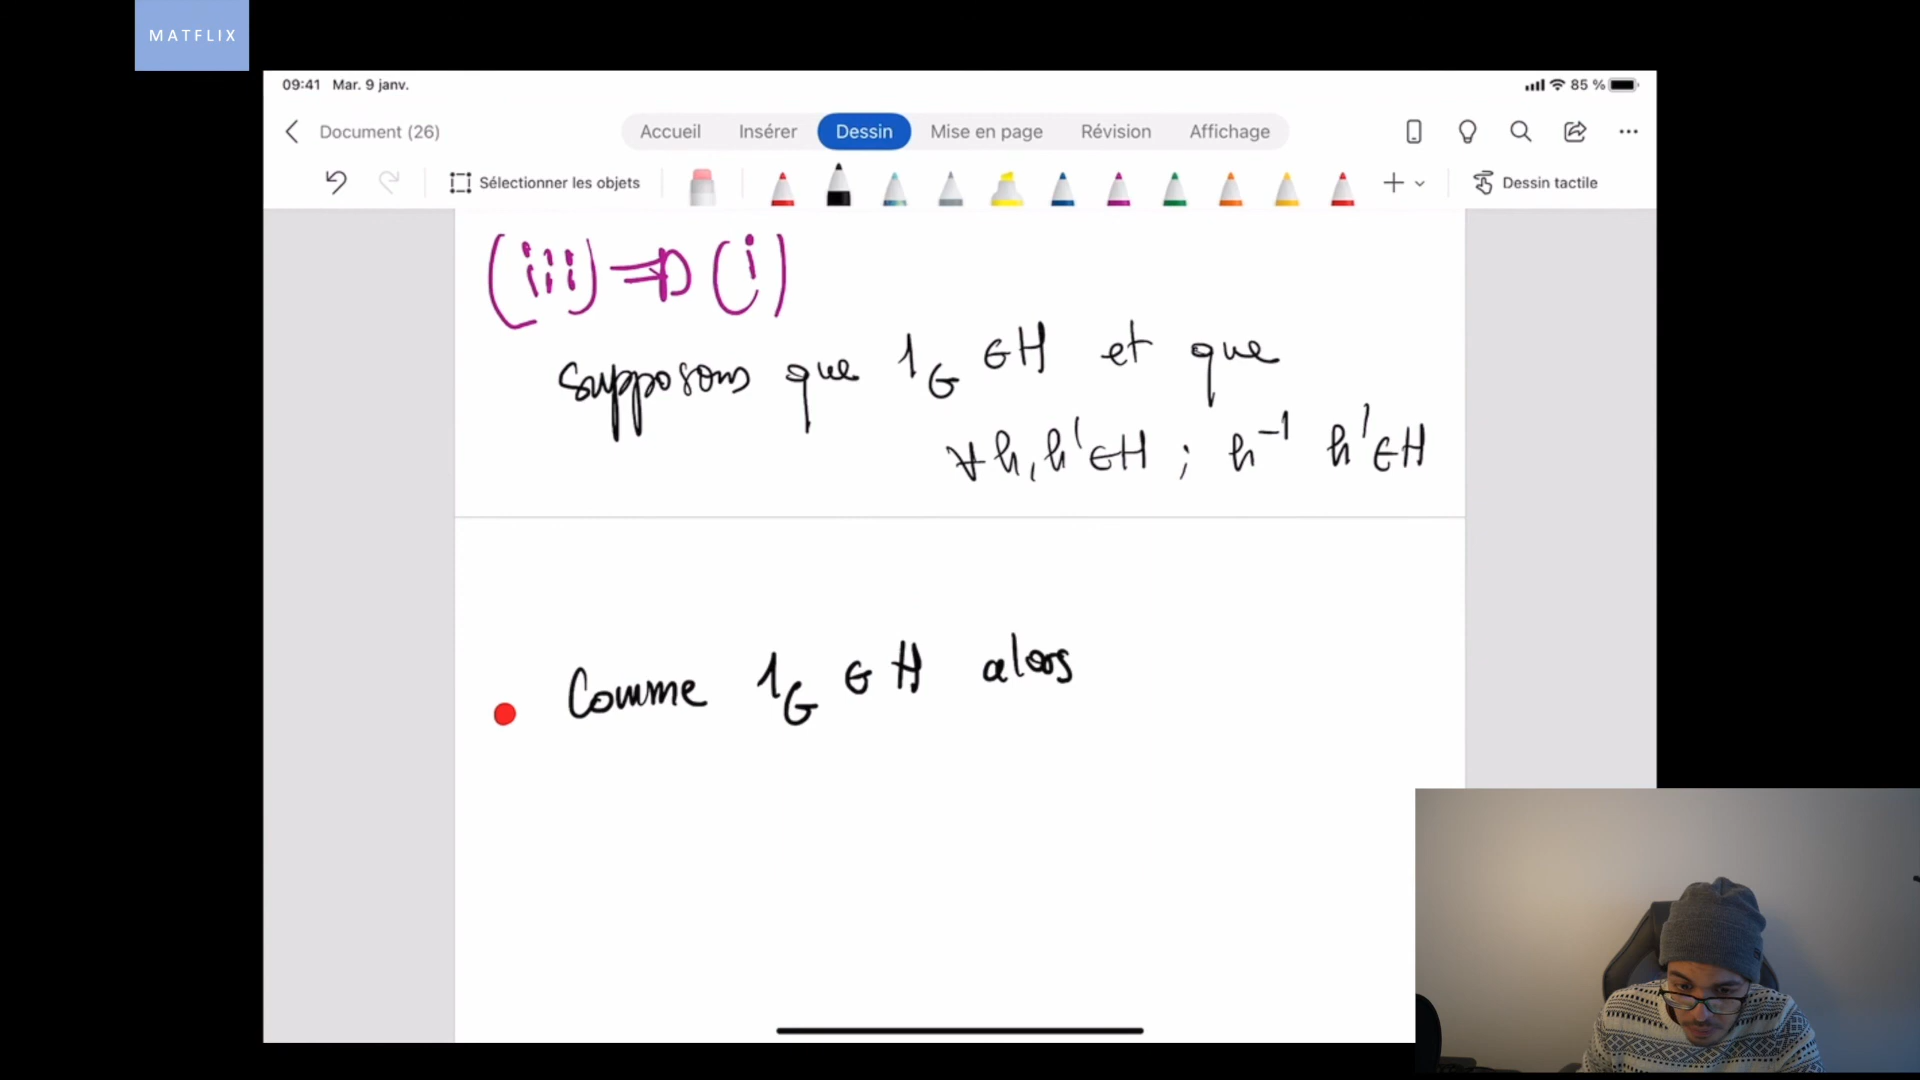 MATFLIX
09:41 Mar. 9 janv.
85 %
Document (26)
Accueil Insérer Dessin Mise en page Révision Affichage
Sélectionner les objets
Dessin tactile
(iii) ⇒ (i)
Supposons que 1_G ∈ H et que
∀ h, h' ∈ H ; h⁻¹ h' ∈ H
Comme 1_G ∈ H alors